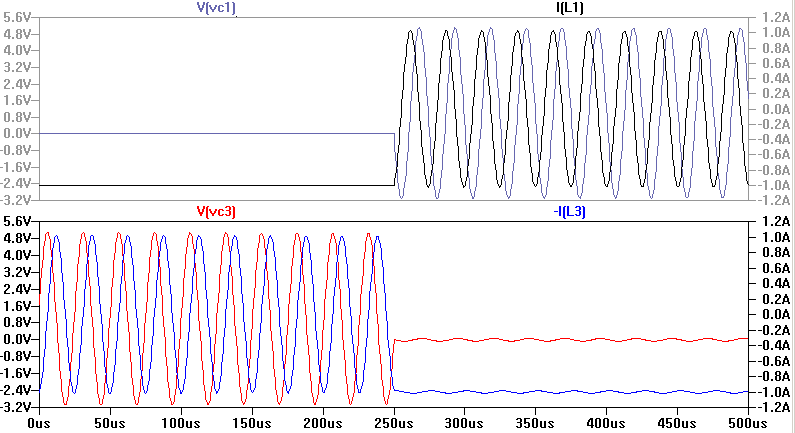 V(vc1) I(L1)
5.6V 1.2A
4.8V 1.0A
4.0V 0.8A
3.2V 0.6A
2.4V 0.4A
1.6V 0.2A
0.8V 0.0A
0.0V -0.2A
-0.8V -0.4A
-1.6V -0.6A
-2.4V -0.8A
-3.2V -1.0A
-1.2A
V(vc3) -I(L3)
5.6V 1.2A
4.8V 1.0A
4.0V 0.8A
3.2V 0.6A
2.4V 0.4A
1.6V 0.2A
0.8V 0.0A
0.0V -0.2A
-0.8V -0.4A
-1.6V -0.6A
-2.4V -0.8A
-3.2V -1.0A
-1.2A
0us 50us 100us 150us 200us 250us 300us 350us 400us 450us 500us